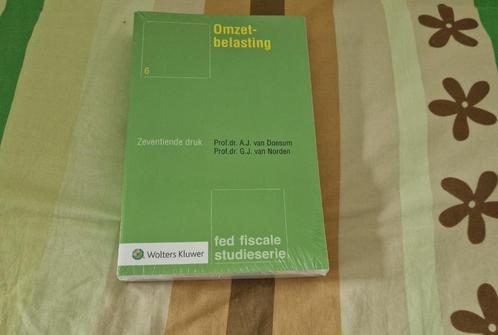 Omzet-
belasting
6
Zeventiende druk
Prof.dr. A.J. van Doesum
Prof.dr. G.J. van Norden
fed fiscale
studieserie
Wolters Kluwer